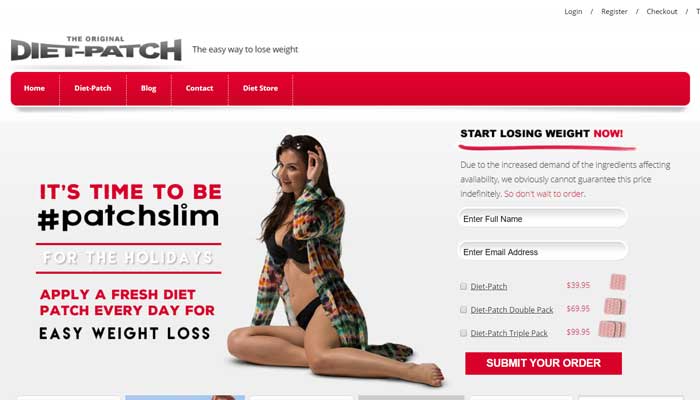 Login / Register / Checkout / T
THE ORIGINAL
DIET-PATCH
The easy way to lose weight
Home
Diet-Patch
Blog
Contact
Diet Store
IT'S TIME TO BE
#patchslim
FOR THE HOLIDAYS
APPLY A FRESH DIET
PATCH EVERY DAY FOR
EASY WEIGHT LOSS
START LOSING WEIGHT NOW!
Due to the increased demand of the ingredients affecting
availability, we obviously cannot guarantee this price
indefinitely. So don't wait to order.
Enter Full Name
Enter Email Address
Diet-Patch $39.95
Diet-Patch Double Pack $69.95
Diet-Patch Triple Pack $99.95
SUBMIT YOUR ORDER